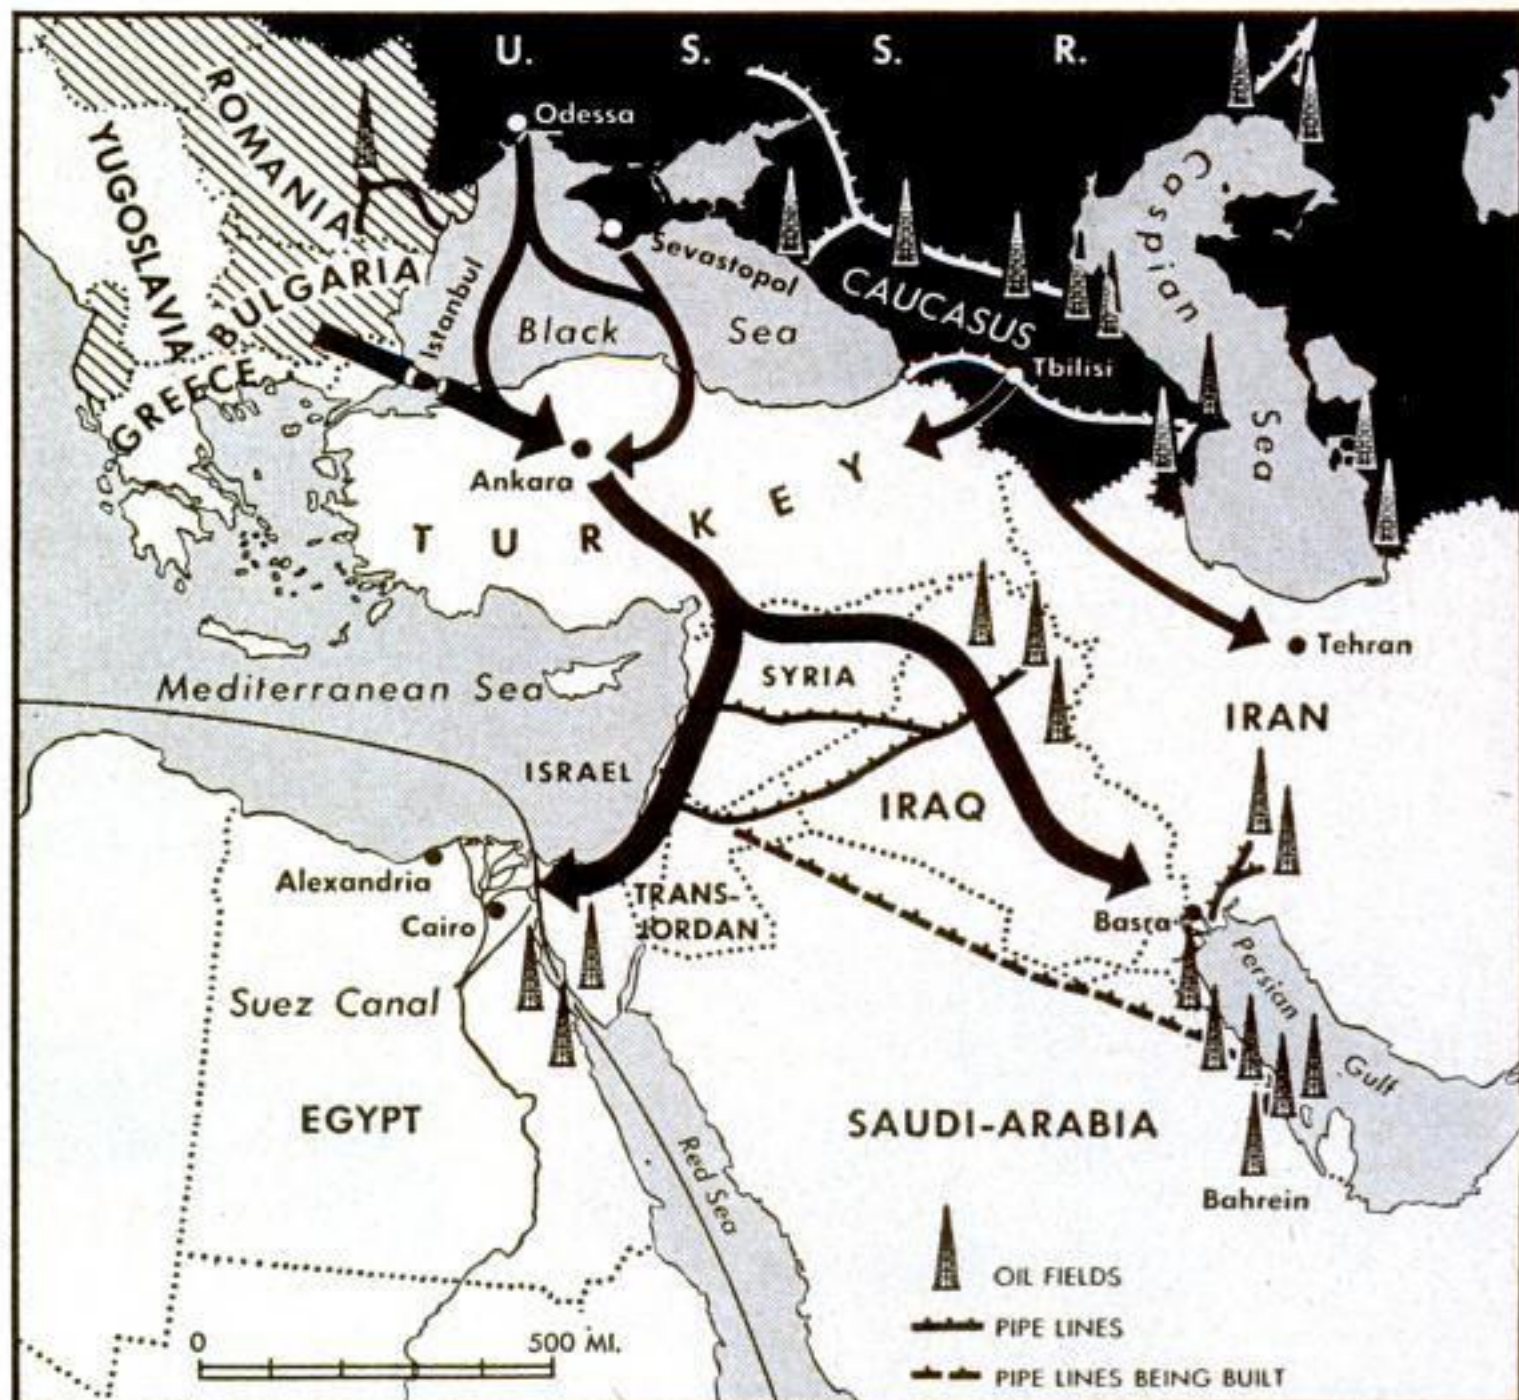 U. S. S. R.
ROMANIA
YUGOSLAVIA
BULGARIA
GREECE
Odessa
Sevastopol
Istanbul
Black Sea
CAUCASUS
Tbilisi
Caspian Sea
Ankara
TURKEY
Tehran
Mediterranean Sea
SYRIA
IRAN
ISRAEL
IRAQ
Alexandria
Cairo
TRANS-
JORDAN
Basra
Persian Gulf
Suez Canal
EGYPT
SAUDI-ARABIA
Red Sea
Bahrein
OIL FIELDS
0 500 MI.
PIPE LINES
PIPE LINES BEING BUILT